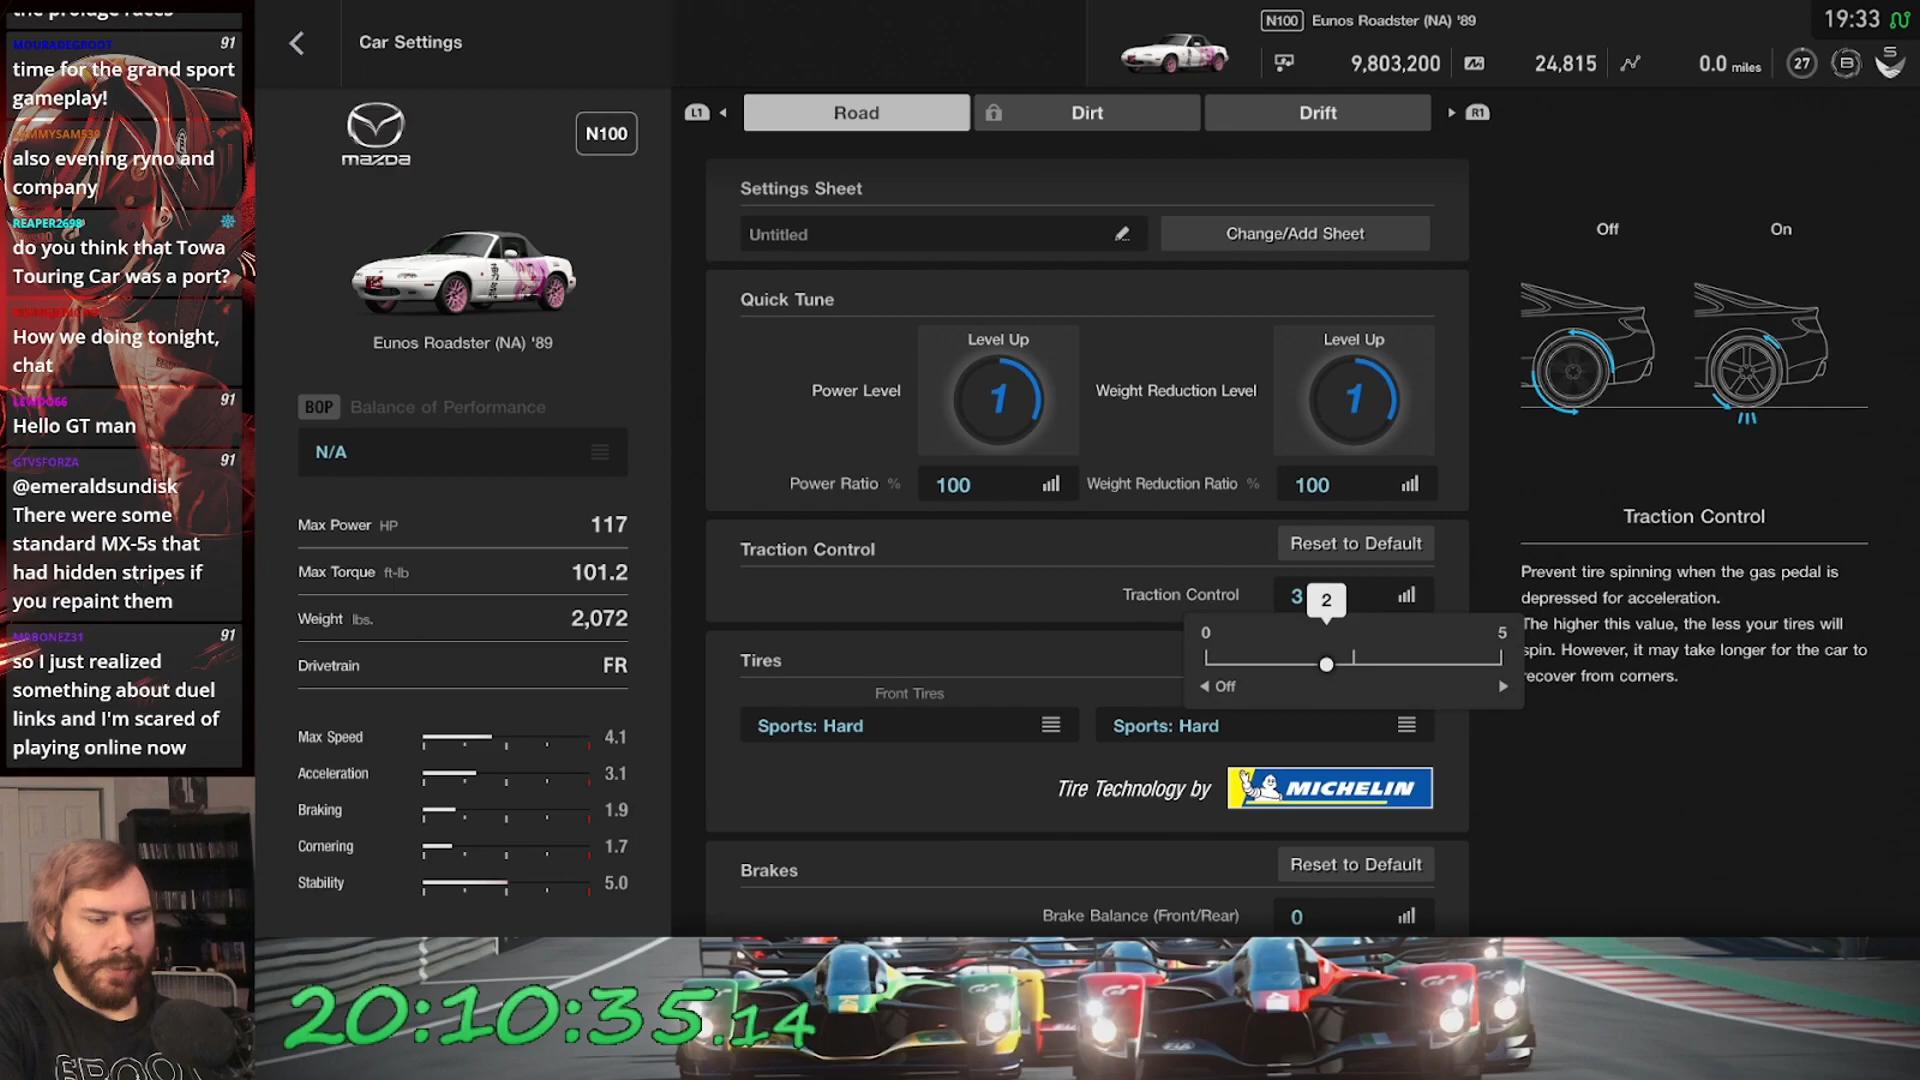 the prologe races
MOURADEGROOT 91
time for the grand sport
gameplay!
also evening ryno and
company
REAPER2698
do you think that Towa
Touring Car was a port?
How we doing tonight,
chat
LEWDO66 91
Hello GT man
GTVSFORZA 91
@emeraldsundisk
There were some
standard MX-5s that
had hidden stripes if
you repaint them
MRBONEZ31 91
so I just realized
something about duel
links and I'm scared of
playing online now
Car Settings
N100 Eunos Roadster (NA) '89
9,803,200 24,815 0.0 miles 27 B S
19:33
mazda
N100
Eunos Roadster (NA) '89
BOP Balance of Performance
N/A
Max Power HP 117
Max Torque ft-lb 101.2
Weight lbs. 2,072
Drivetrain FR
Max Speed 4.1
Acceleration 3.1
Braking 1.9
Cornering 1.7
Stability 5.0
L1 Road Dirt Drift R1
Settings Sheet
Untitled Change/Add Sheet
Quick Tune
Level Up Level Up
Power Level 1 Weight Reduction Level 1
Power Ratio % 100 Weight Reduction Ratio % 100
Traction Control Reset to Default
Traction Control 3 2
0 5
Off
Tires
Front Tires
Sports: Hard Sports: Hard
Tire Technology by MICHELIN
Brakes Reset to Default
Brake Balance (Front/Rear) 0
Off On
Traction Control
Prevent tire spinning when the gas pedal is
depressed for acceleration.
The higher this value, the less your tires will
spin. However, it may take longer for the car to
recover from corners.
20:10:35.14